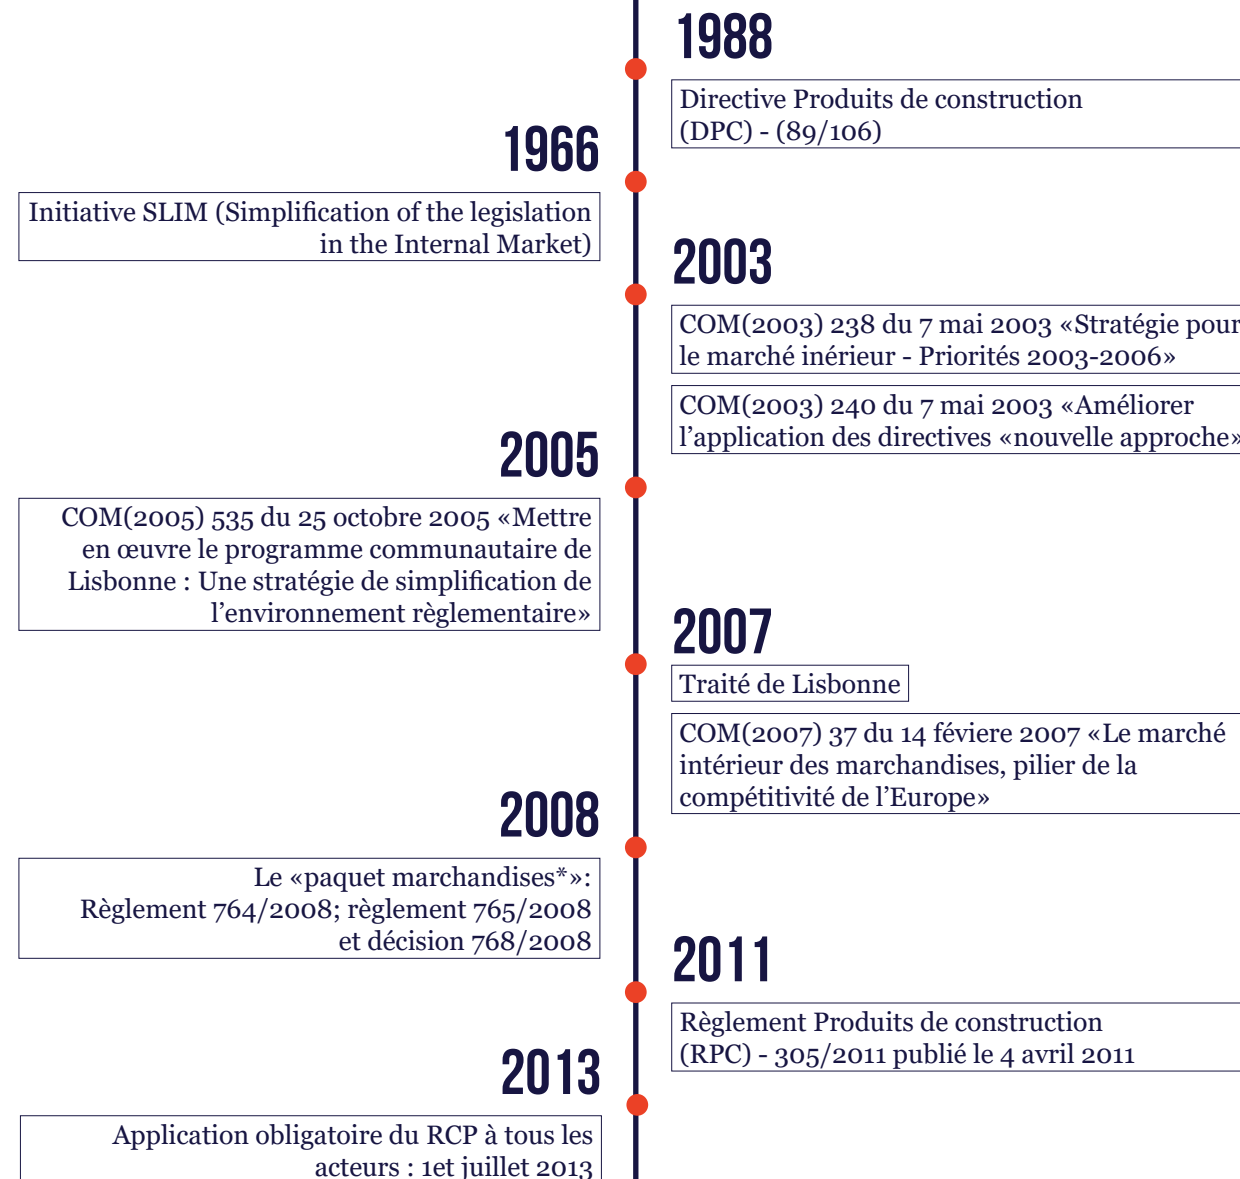 1988
Directive Produits de construction
(DPC) - (89/106)
1966
Initiative SLIM (Simplification of the legislation
in the Internal Market)
2003
COM(2003) 238 du 7 mai 2003 «Stratégie pour
le marché inérieur - Priorités 2003-2006»
COM(2003) 240 du 7 mai 2003 «Améliorer
l’application des directives «nouvelle approche»
2005
COM(2005) 535 du 25 octobre 2005 «Mettre
en œuvre le programme communautaire de
Lisbonne : Une stratégie de simplification de
l’environnement règlementaire»
2007
Traité de Lisbonne
COM(2007) 37 du 14 féviere 2007 «Le marché
intérieur des marchandises, pilier de la
compétitivité de l’Europe»
2008
Le «paquet marchandises*»:
Règlement 764/2008; règlement 765/2008
et décision 768/2008
2011
Règlement Produits de construction
(RPC) - 305/2011 publié le 4 avril 2011
2013
Application obligatoire du RCP à tous les
acteurs : 1et juillet 2013